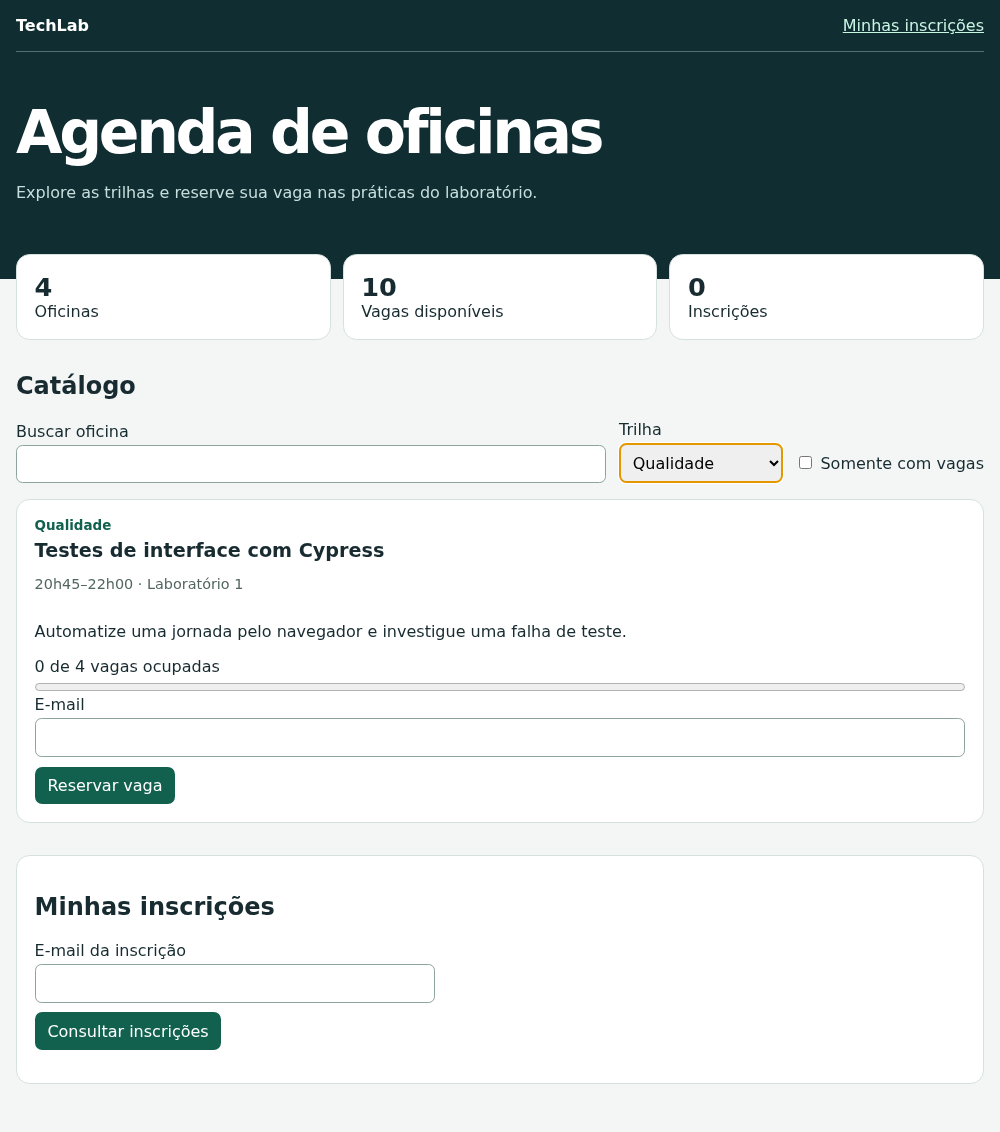 TechLab
Minhas inscrições
Agenda de oficinas
Explore as trilhas e reserve sua vaga nas práticas do laboratório.
4
Oficinas
10
Vagas disponíveis
0
Inscrições
Catálogo
Buscar oficina
Trilha
Qualidade
Somente com vagas
Qualidade
Testes de interface com Cypress
20h45–22h00 · Laboratório 1
Automatize uma jornada pelo navegador e investigue uma falha de teste.
0 de 4 vagas ocupadas
E-mail
Reservar vaga
Minhas inscrições
E-mail da inscrição
Consultar inscrições